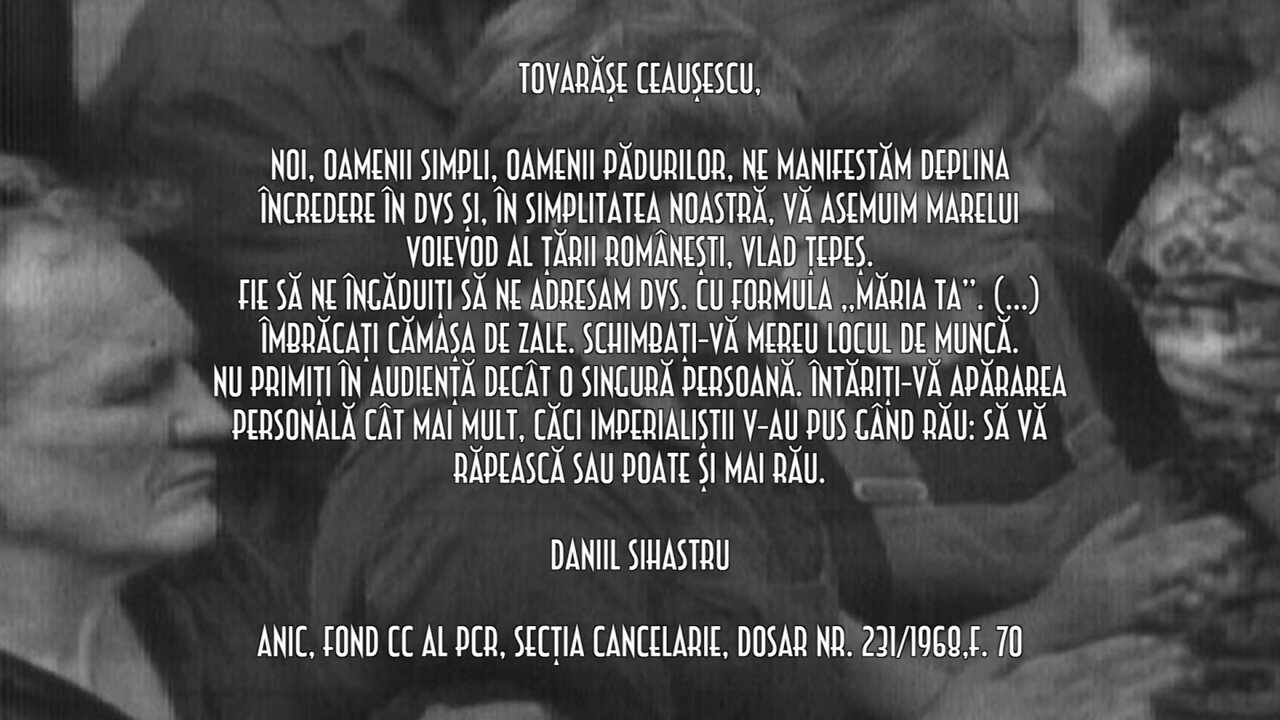 TOVARĂȘE CEAUȘESCU,
NOI, OAMENII SIMPLI, OAMENII PĂDURILOR, NE MANIFESTĂM DEPLINA
ÎNCREDERE ÎN DVS ȘI, ÎN SIMPLITATEA NOASTRĂ, VĂ ASEMUIM MARELUI
VOIEVOD AL ȚĂRII ROMÂNEȘTI, VLAD ȚEPEȘ.
FIE SĂ NE ÎNGĂDUIȚI SĂ NE ADRESAM DVS. CU FORMULA ,,MĂRIA TA”. (...)
ÎMBRĂCAȚI CĂMAȘA DE ZALE. SCHIMBAȚI-VĂ MEREU LOCUL DE MUNCĂ.
NU PRIMIȚI ÎN AUDIENȚĂ DECÂT O SINGURĂ PERSOANĂ. ÎNTĂRIȚI-VĂ APĂRAREA
PERSONALĂ CÂT MAI MULT, CĂCI IMPERIALIȘTII V-AU PUS GÂND RĂU: SĂ VĂ
RĂPEASCĂ SAU POATE ȘI MAI RĂU.
DANIIL SIHASTRU
ANIC, FOND CC AL PCR, SECȚIA CANCELARIE, DOSAR NR. 231/1968,F. 70